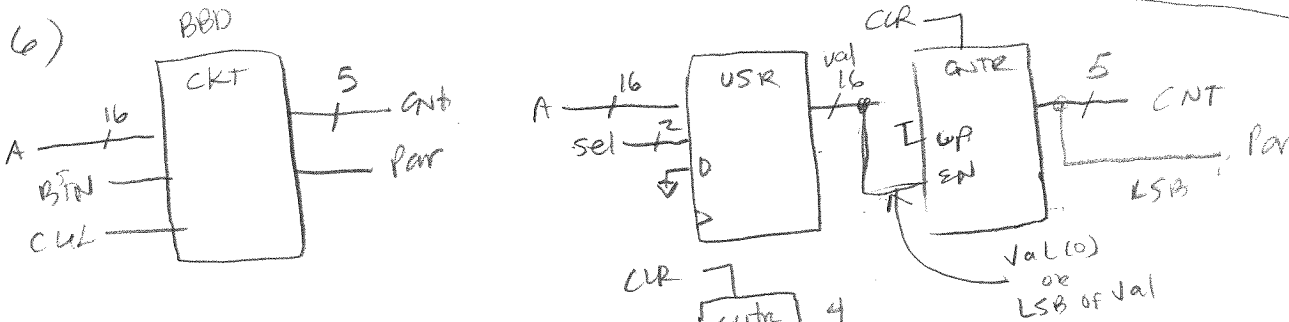 6)
BBD
CKT
A
16
BTN
5
Cnt
Par
A
16
sel
2
USR
D
val
16
CLR
CNTR
UP
EN
5
CNT
Par
LSB
Val(0)
or
LSB of Val
CLR
cntr
4